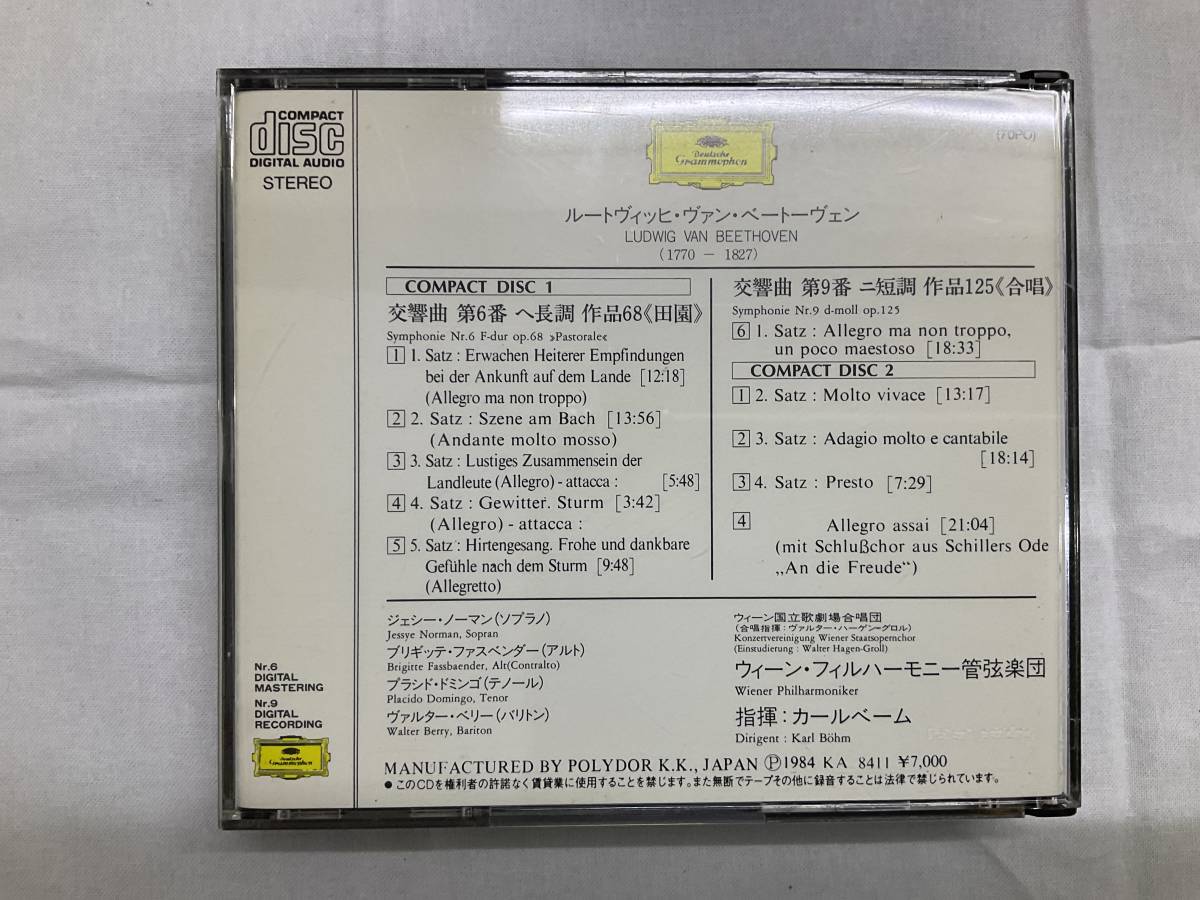 COMPACT
disc
DIGITAL AUDIO
STEREO
Deutsche
Grammophon
ルートヴィッヒ・ヴァン・ベートーヴェン
LUDWIG VAN BEETHOVEN
(1770 － 1827)
COMPACT DISC 1
交響曲 第6番 ヘ長調 作品68《田園》
Symphonie Nr.6 F-dur op.68 »Pastorale«
1 1. Satz : Erwachen Heiterer Empfindungen
bei der Ankunft auf dem Lande [12:18]
(Allegro ma non troppo)
2 2. Satz : Szene am Bach [13:56]
(Andante molto mosso)
3 3. Satz : Lustiges Zusammensein der
Landleute (Allegro) - attacca : [5:48]
4 4. Satz : Gewitter. Sturm [3:42]
(Allegro) - attacca :
5 5. Satz : Hirtengesang. Frohe und dankbare
Gefühle nach dem Sturm [9:48]
(Allegretto)
交響曲 第9番 ニ短調 作品125《合唱》
Symphonie Nr.9 d-moll op.125
6 1. Satz : Allegro ma non troppo,
un poco maestoso [18:33]
COMPACT DISC 2
1 2. Satz : Molto vivace [13:17]
2 3. Satz : Adagio molto e cantabile
[18:14]
3 4. Satz : Presto [7:29]
4 Allegro assai [21:04]
(mit Schlußchor aus Schillers Ode
„An die Freude“)
ジェシー・ノーマン(ソプラノ)
Jessye Norman, Sopran
ブリギッテ・ファスベンダー(アルト)
Brigitte Fassbaender, Alt(Contralto)
プラシド・ドミンゴ(テノール)
Placido Domingo, Tenor
ヴァルター・ベリー(バリトン)
Walter Berry, Bariton
ウィーン国立歌劇場合唱団
(合唱指揮：ヴァルター・ハーゲン=グロル)
Konzertvereinigung Wiener Staatsopernchor
(Einstudierung : Walter Hagen-Groll)
ウィーン・フィルハーモニー管弦楽団
Wiener Philharmoniker
指揮：カールベーム
Dirigent : Karl Böhm
Nr.6
DIGITAL
MASTERING
Nr.9
DIGITAL
RECORDING
Deutsche
Grammophon
MANUFACTURED BY POLYDOR K.K., JAPAN Ⓟ1984 KA 8411 ¥7,000
● このCDを権利者の許諾なく賃貸業に使用することを禁じます。また無断でテープその他に録音することは法律で禁じられています。